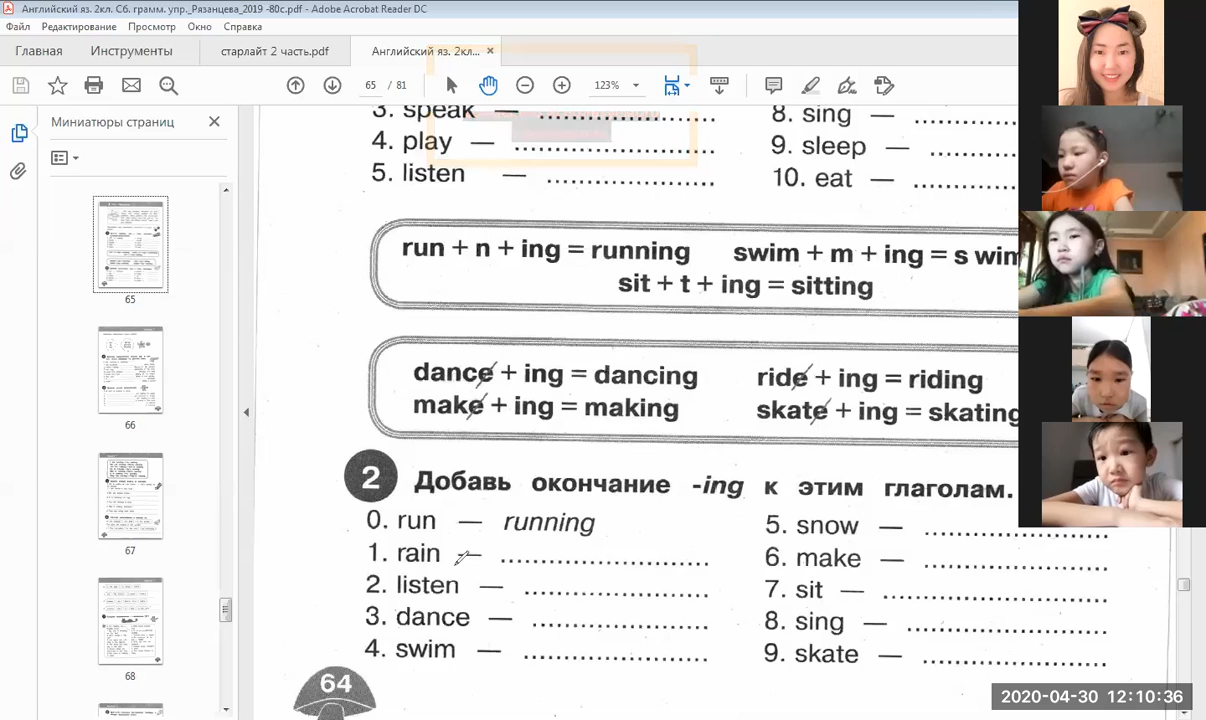 Английский яз. 2кл. Сб. грамм. упр._Рязанцева_2019 -80с.pdf - Adobe Acrobat Reader DC
Файл Редактирование Просмотр Окно Справка
Главная Инструменты старлайт 2 часть.pdf Английский яз. 2кл... ×
65 / 81 123%
Миниатюры страниц
65
66
67
68
3. speak — ....................
4. play — ....................
5. listen — ....................
8. sing — ....................
9. sleep — ....................
10. eat — ....................
run + n + ing = running swim + m + ing = s wim
sit + t + ing = sitting
dance + ing = dancing ride + ing = riding
make + ing = making skate + ing = skating
2 Добавь окончание -ing к этим глаголам.
0. run — running
1. rain — ....................
2. listen — ....................
3. dance — ....................
4. swim — ....................
5. snow — ....................
6. make — ....................
7. sit — ....................
8. sing — ....................
9. skate — ....................
64
2020-04-30 12:10:36